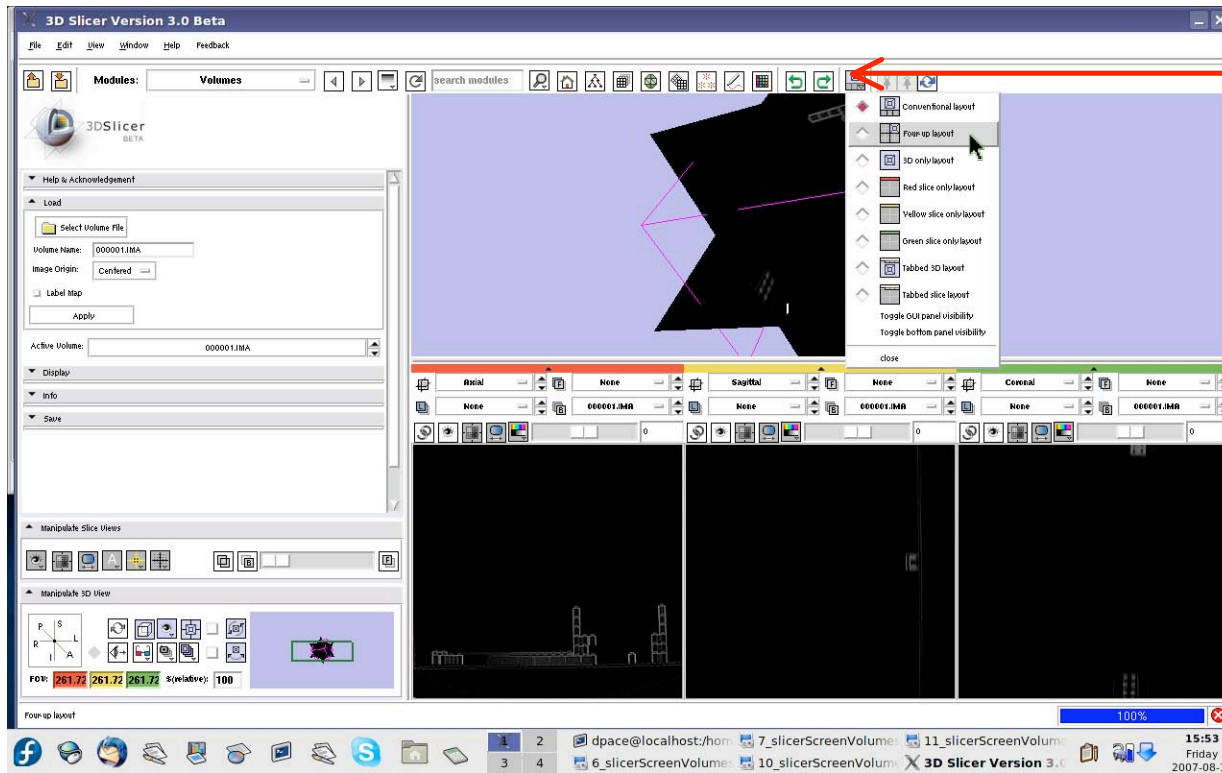 3D Slicer Version 3.0 Beta
File Edit View Window Help Feedback
Modules: Volumes search modules
3DSlicer
BETA
Help & Acknowledgement
Load
Select Volume File
Volume Name: 000001.IMA
Image Origin: Centered
Label Map
Apply
Active Volume: 000001.IMA
Display
Info
Save
Manipulate Slice Views
Manipulate 3D View
P S
R L
I A
FOV: 261.72 261.72 261.72 %(relative): 100
Conventional layout
Four-up layout
3D only layout
Red slice only layout
Yellow slice only layout
Green slice only layout
Tabbed 3D layout
Tabbed slice layout
Toggle GUI panel visibility
Toggle bottom panel visibility
close
Axial None Sagittal None Coronal None
None 000001.IMA None 000001.IMA None 000001.IMA
0 0 0
Four-up layout
100%
1 2
3 4
dpace@localhost:/hom 7_slicerScreenVolume 11_slicerScreenVolum
6_slicerScreenVolume 10_slicerScreenVolum 3D Slicer Version 3.
15:53
Friday